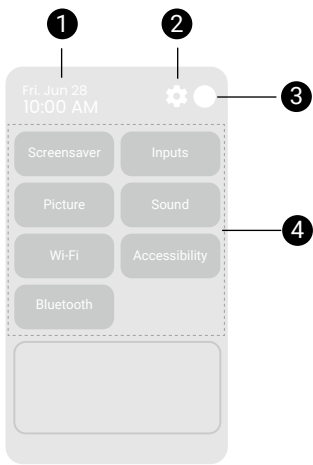 1
2
Fri. Jun 28
10:00 AM
3
Screensaver
Inputs
Picture
Sound
4
Wi-Fi
Accessibility
Bluetooth